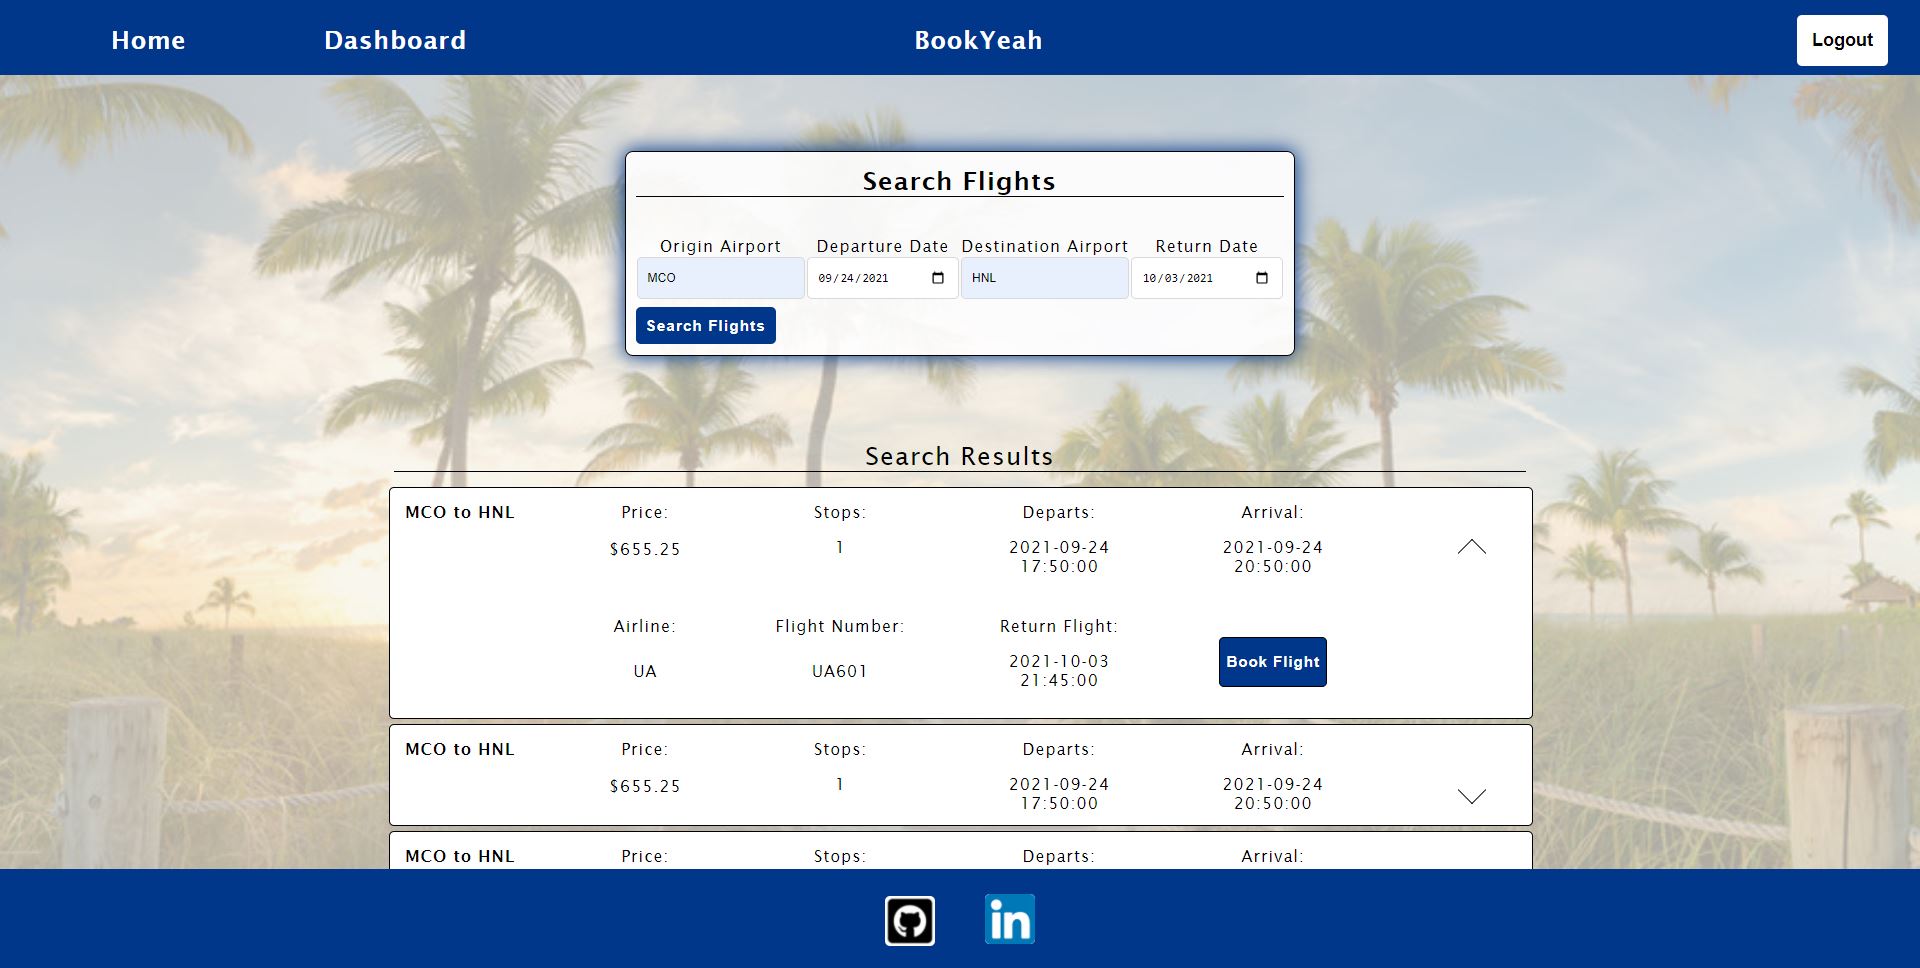 Home
Dashboard
BookYeah
Logout
Search Flights
Origin Airport
Departure Date
Destination Airport
Return Date
MCO
09/24/2021
HNL
10/03/2021
Search Flights
Search Results
MCO to HNL
Price:
Stops:
Departs:
Arrival:
$655.25
1
2021-09-24
17:50:00
2021-09-24
20:50:00
Airline:
Flight Number:
Return Flight:
UA
UA601
2021-10-03
21:45:00
Book Flight
MCO to HNL
Price:
Stops:
Departs:
Arrival:
$655.25
1
2021-09-24
17:50:00
2021-09-24
20:50:00
MCO to HNL
Price:
Stops:
Departs:
Arrival:
in